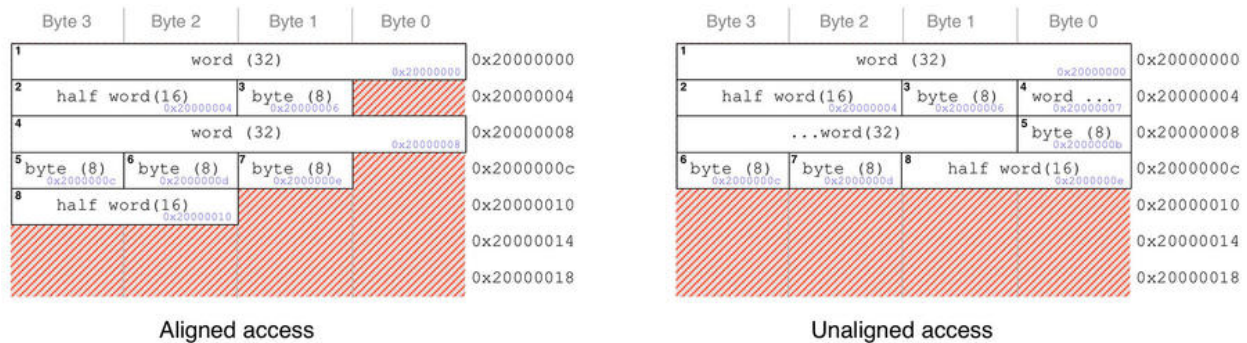 Byte 3 Byte 2 Byte 1 Byte 0
1 word (32) 0x20000000 0x20000000
2 half word(16) 0x20000004 3 byte (8) 0x20000006 0x20000004
4 word (32) 0x20000008 0x20000008
5 byte (8) 0x2000000c 6 byte (8) 0x2000000d 7 byte (8) 0x2000000e 0x2000000c
8 half word(16) 0x20000010 0x20000010
0x20000014
0x20000018
Aligned access
Byte 3 Byte 2 Byte 1 Byte 0
1 word (32) 0x20000000 0x20000000
2 half word(16) 0x20000004 3 byte (8) 0x20000006 4 word ... 0x20000007 0x20000004
...word(32) 5 byte (8) 0x2000000b 0x20000008
6 byte (8) 0x2000000c 7 byte (8) 0x2000000d 8 half word(16) 0x2000000e 0x2000000c
0x20000010
0x20000014
0x20000018
Unaligned access